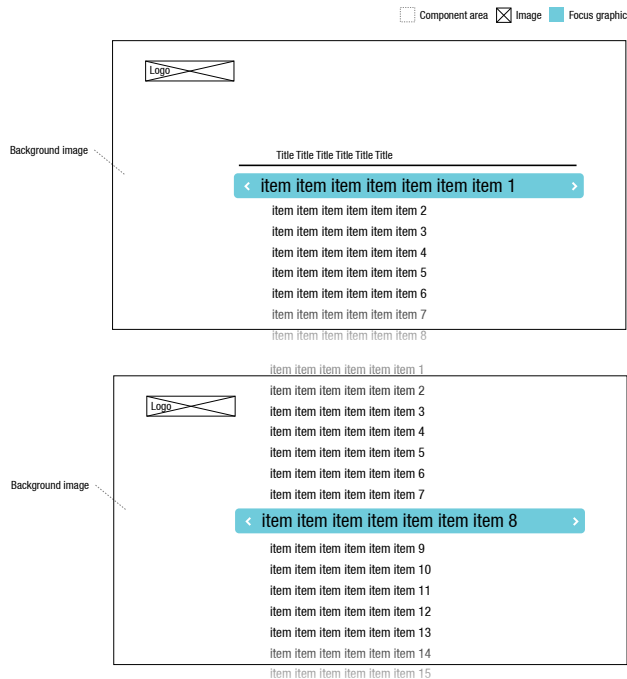 Component area Image Focus graphic
Logo
Background image
Title Title Title Title Title Title
‹ item item item item item item item 1 ›
item item item item item item 2
item item item item item item 3
item item item item item item 4
item item item item item item 5
item item item item item item 6
item item item item item item 7
item item item item item item 8
item item item item item item 1
item item item item item item 2
Logo
item item item item item item 3
item item item item item item 4
item item item item item item 5
item item item item item item 6
Background image
item item item item item item 7
‹ item item item item item item item 8 ›
item item item item item item 9
item item item item item item 10
item item item item item item 11
item item item item item item 12
item item item item item item 13
item item item item item item 14
item item item item item item 15